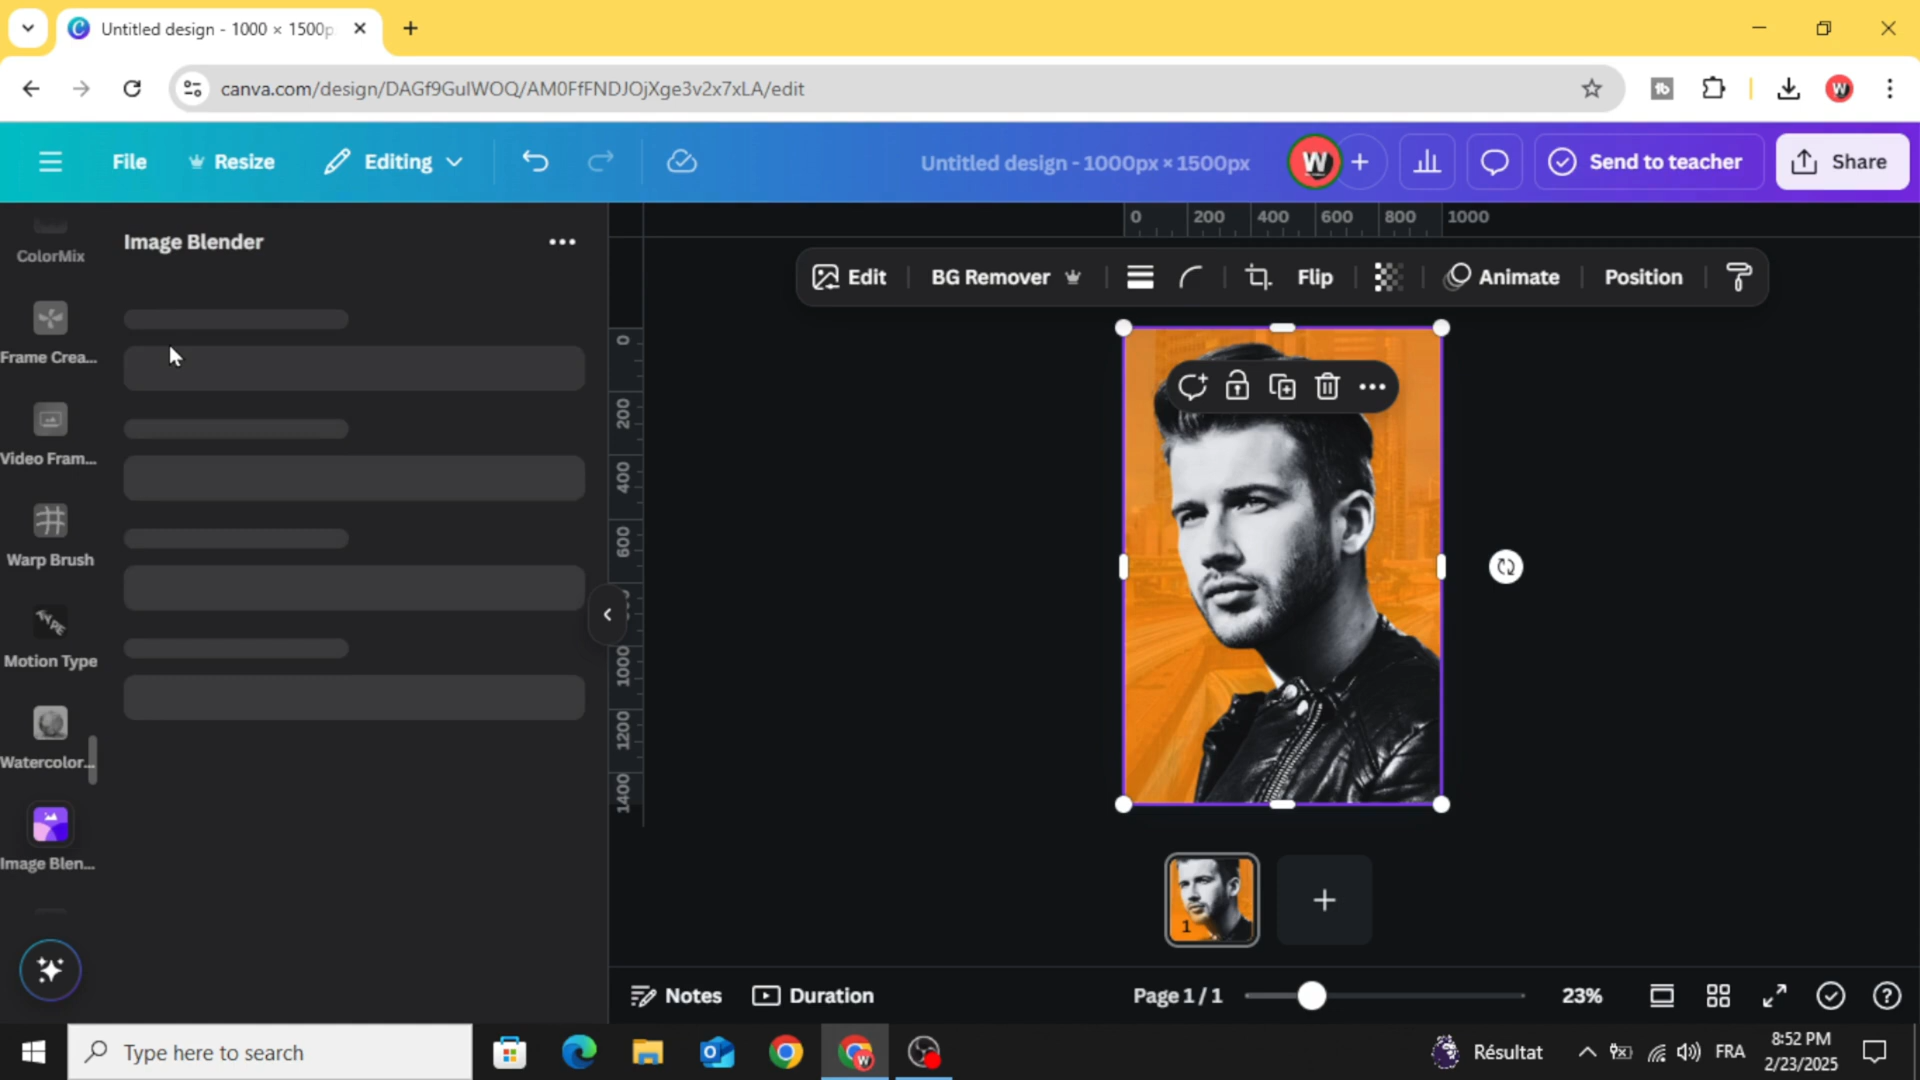 Untitled design - 1000 × 1500p
canva.com/design/DAGf9GuIWOQ/AM0FfFNDJOjXge3v2x7xLA/edit
File
Resize
Editing
Untitled design - 1000px × 1500px
W
Send to teacher
Share
ColorMix
Frame Crea...
Video Fram...
Warp Brush
Motion Type
Watercolor...
Image Blen...
Image Blender
0 200 400 600 800 1000
0
200
400
600
1000
1200
1400
Edit
BG Remover
Flip
Animate
Position
1
Notes
Duration
Page 1 / 1
23%
Type here to search
Résultat
FRA
8:52 PM
2/23/2025